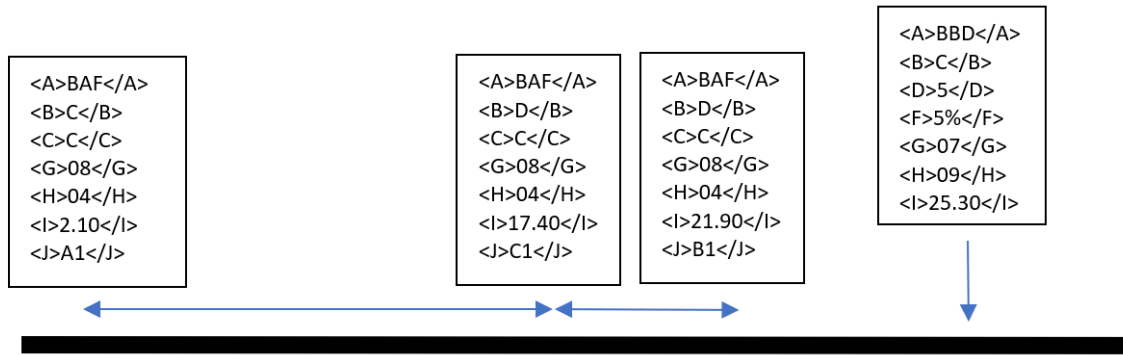 <A>BAF</A>
<B>C</B>
<C>C</C>
<G>08</G>
<H>04</H>
<I>2.10</I>
<J>A1</J>
<A>BAF</A>
<B>D</B>
<C>C</C>
<G>08</G>
<H>04</H>
<I>17.40</I>
<J>C1</J>
<A>BAF</A>
<B>D</B>
<C>C</C>
<G>08</G>
<H>04</H>
<I>21.90</I>
<J>B1</J>
<A>BBD</A>
<B>C</B>
<D>5</D>
<F>5%</F>
<G>07</G>
<H>09</H>
<I>25.30</I>